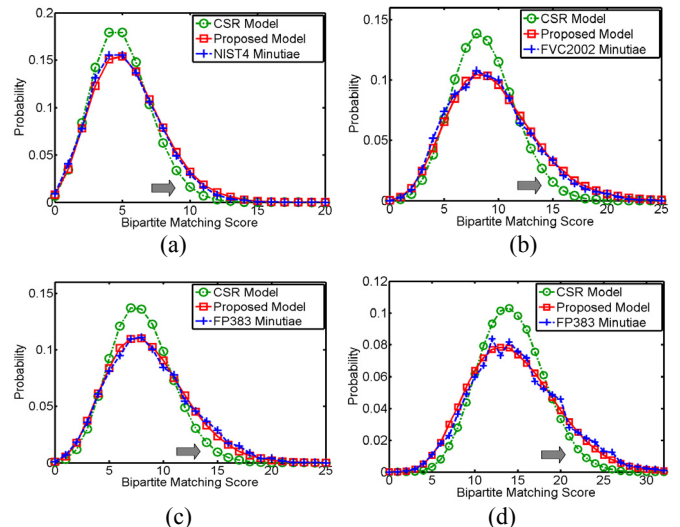 CSR Model
Proposed Model
NIST4 Minutiae
0.2
0.15
0.1
0.05
0
Probability
0 5 10 15 20
Bipartite Matching Score
(a)
CSR Model
Proposed Model
FVC2002 Minutiae
0.15
0.1
0.05
0
Probability
0 5 10 15 20 25
Bipartite Matching Score
(b)
CSR Model
Proposed Model
FP383 Minutiae
0.15
0.1
0.05
0
Probability
0 5 10 15 20 25
Bipartite Matching Score
(c)
CSR Model
Proposed Model
FP383 Minutiae
0.12
0.1
0.08
0.06
0.04
0.02
0
Probability
0 5 10 15 20 25 30
Bipartite Matching Score
(d)